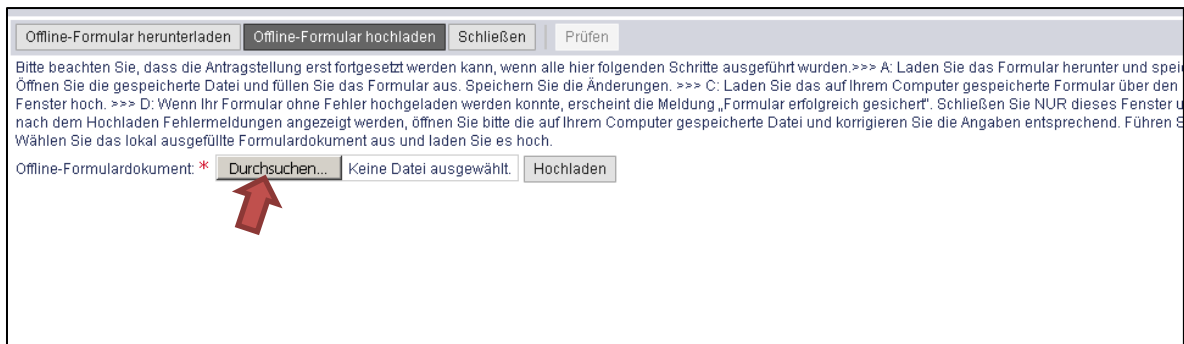 Offline-Formular herunterladen Offline-Formular hochladen Schließen Prüfen
Bitte beachten Sie, dass die Antragstellung erst fortgesetzt werden kann, wenn alle hier folgenden Schritte ausgeführt wurden.>>> A: Laden Sie das Formular herunter und spei
Öffnen Sie die gespeicherte Datei und füllen Sie das Formular aus. Speichern Sie die Änderungen. >>> C: Laden Sie das auf Ihrem Computer gespeicherte Formular über den
Fenster hoch. >>> D: Wenn Ihr Formular ohne Fehler hochgeladen werden konnte, erscheint die Meldung „Formular erfolgreich gesichert". Schließen Sie NUR dieses Fenster u
nach dem Hochladen Fehlermeldungen angezeigt werden, öffnen Sie bitte die auf Ihrem Computer gespeicherte Datei und korrigieren Sie die Angaben entsprechend. Führen S
Wählen Sie das lokal ausgefüllte Formulardokument aus und laden Sie es hoch.
Offline-Formulardokument: * Durchsuchen... Keine Datei ausgewählt. Hochladen